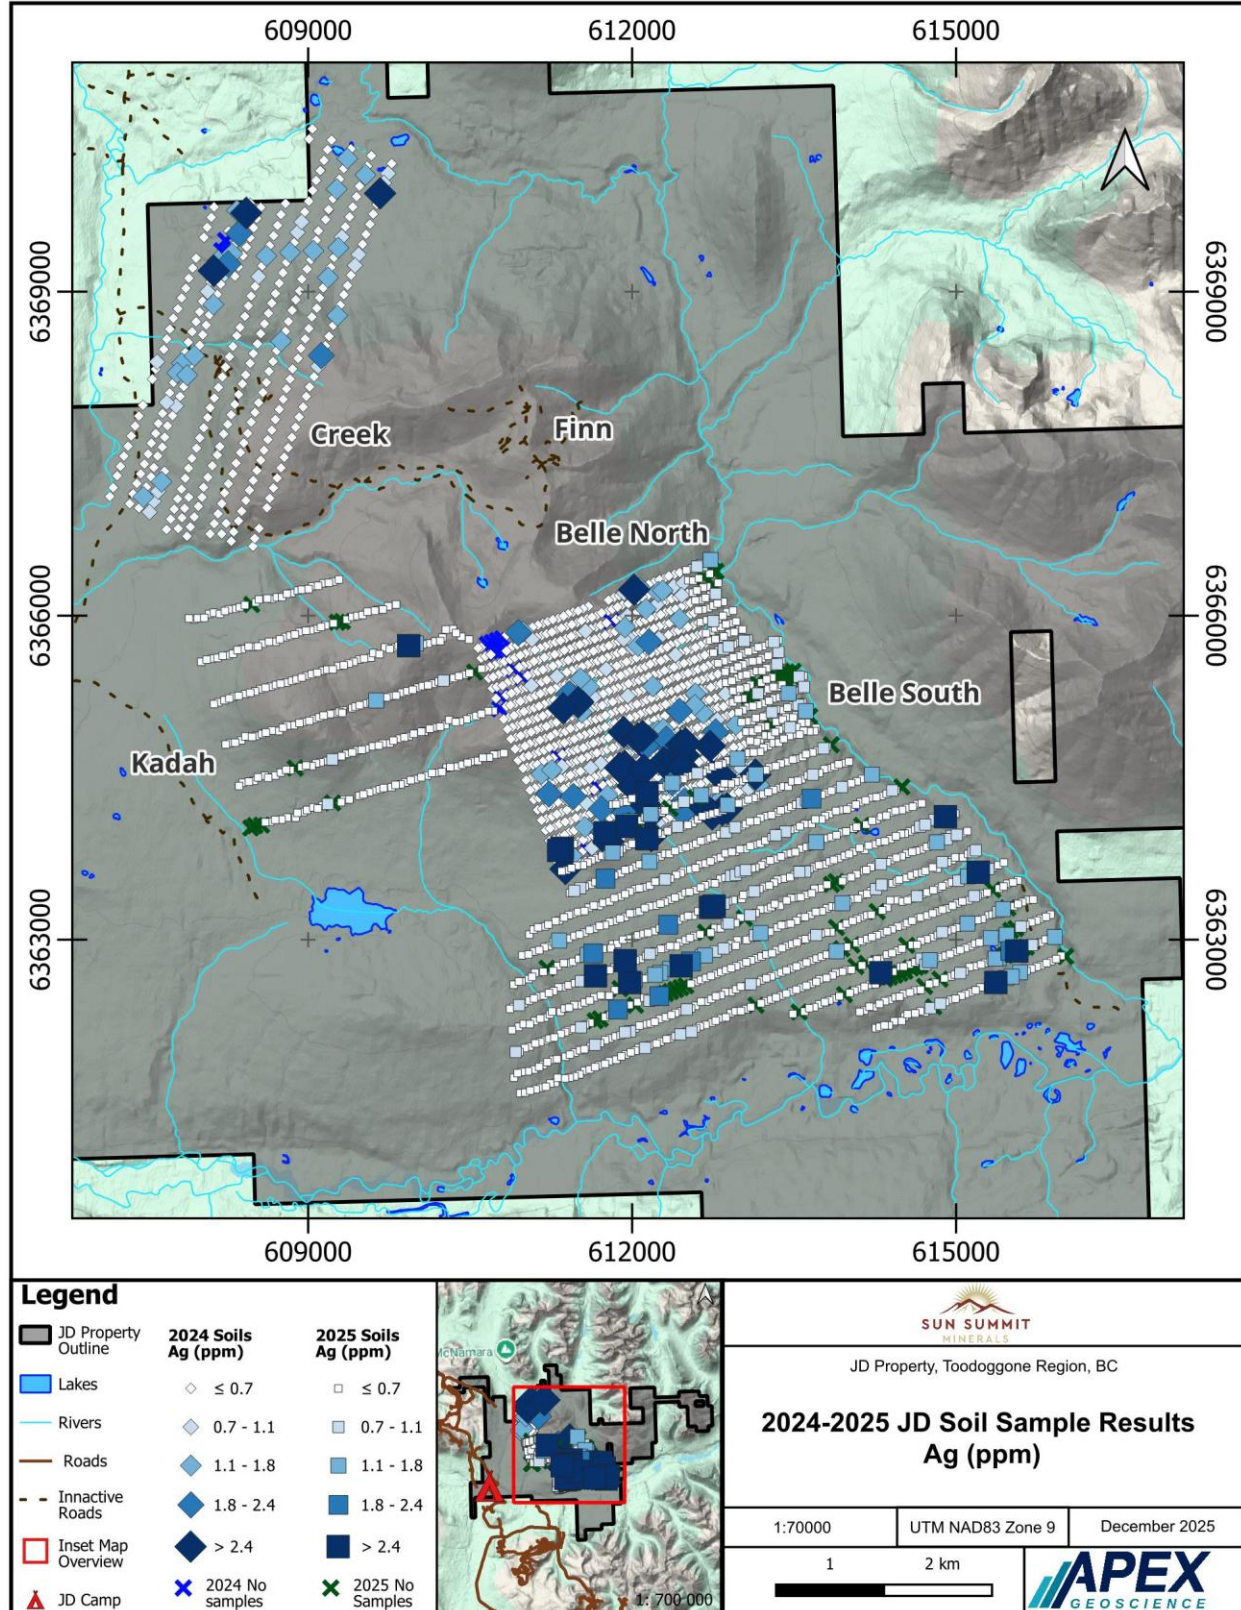 609000
612000
615000
6369000
6369000
Creek
Finn
Belle North
6366000
6366000
Belle South
Kadah
6363000
6363000
609000
612000
615000
Legend
JD Property
Outline
Lakes
Rivers
Roads
Innactive
Roads
Inset Map
Overview
JD Camp
2024 Soils
Ag (ppm)
≤ 0.7
0.7 - 1.1
1.1 - 1.8
1.8 - 2.4
> 2.4
2024 No
samples
2025 Soils
Ag (ppm)
≤ 0.7
0.7 - 1.1
1.1 - 1.8
1.8 - 2.4
> 2.4
2025 No
Samples
McNamara
1: 700 000
SUN SUMMIT
MINERALS
JD Property, Toodoggone Region, BC
2024-2025 JD Soil Sample Results
Ag (ppm)
1:70000
UTM NAD83 Zone 9
December 2025
1
2 km
APEX
GEOSCIENCE